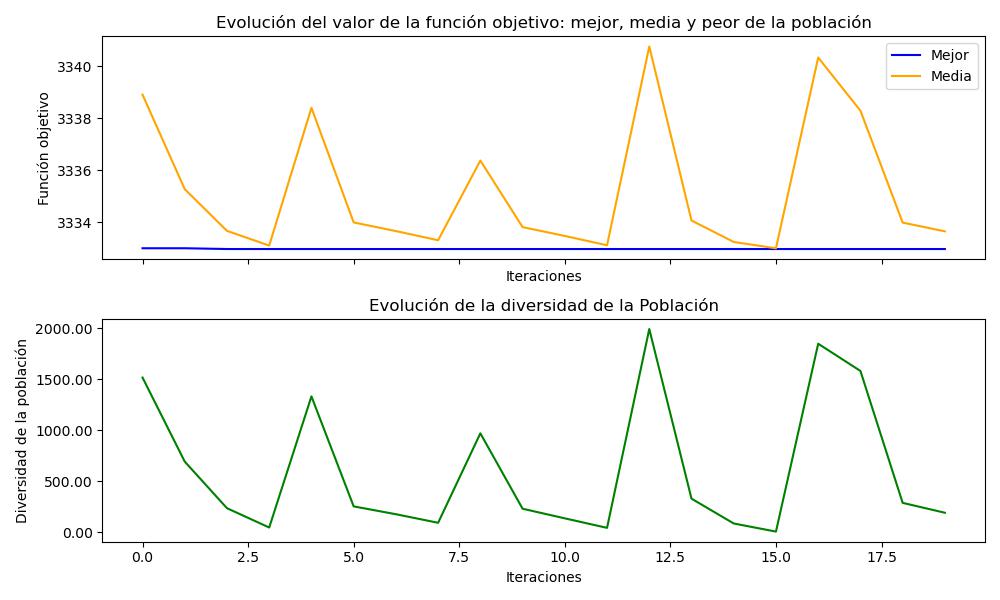 Evolución del valor de la función objetivo: mejor, media y peor de la población
Función objetivo
3340
3338
3336
3334
Mejor
Media
Iteraciones
Evolución de la diversidad de la Población
Diversidad de la población
2000.00
1500.00
1000.00
500.00
0.00
0.0 2.5 5.0 7.5 10.0 12.5 15.0 17.5
Iteraciones